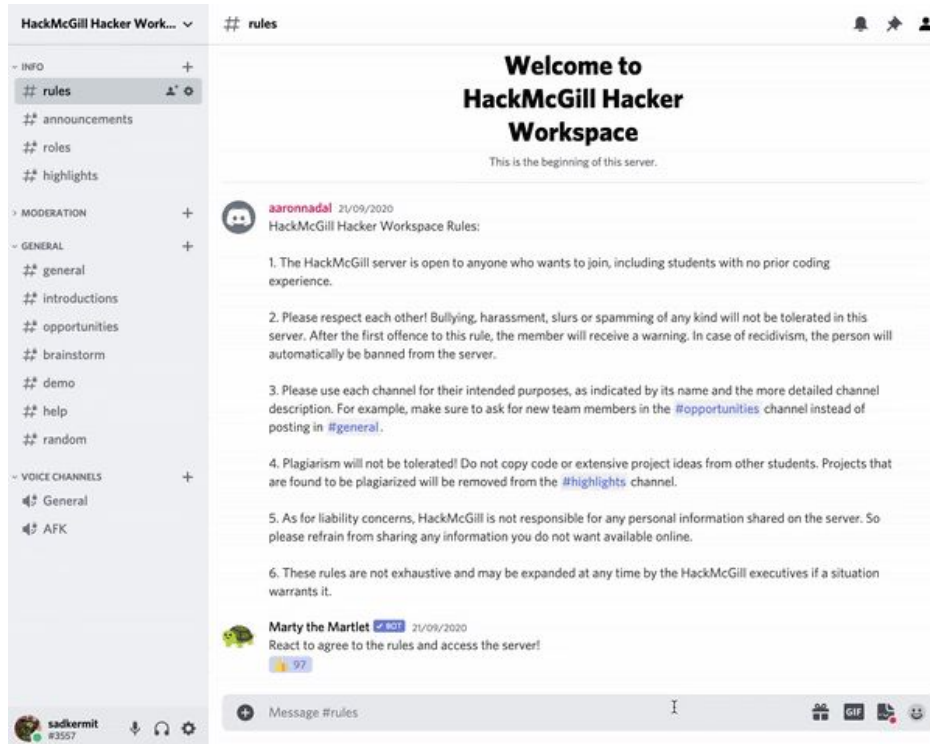 HackMcGill Hacker Work...
INFO
rules
announcements
roles
highlights
MODERATION
GENERAL
general
introductions
opportunities
brainstorm
demo
help
random
VOICE CHANNELS
General
AFK
sadkermit
#3557
# rules
Welcome to
HackMcGill Hacker
Workspace
This is the beginning of this server.
aaronnadal 21/09/2020
HackMcGill Hacker Workspace Rules:
1. The HackMcGill server is open to anyone who wants to join, including students with no prior coding
experience.
2. Please respect each other! Bullying, harassment, slurs or spamming of any kind will not be tolerated in this
server. After the first offence to this rule, the member will receive a warning. In case of recidivism, the person will
automatically be banned from the server.
3. Please use each channel for their intended purposes, as indicated by its name and the more detailed channel
description. For example, make sure to ask for new team members in the #opportunities channel instead of
posting in #general.
4. Plagiarism will not be tolerated! Do not copy code or extensive project ideas from other students. Projects that
are found to be plagiarized will be removed from the #highlights channel.
5. As for liability concerns, HackMcGill is not responsible for any personal information shared on the server. So
please refrain from sharing any information you do not want available online.
6. These rules are not exhaustive and may be expanded at any time by the HackMcGill executives if a situation
warrants it.
Marty the Martlet ✓ BOT 21/09/2020
React to agree to the rules and access the server!
👍 97
Message #rules
GIF